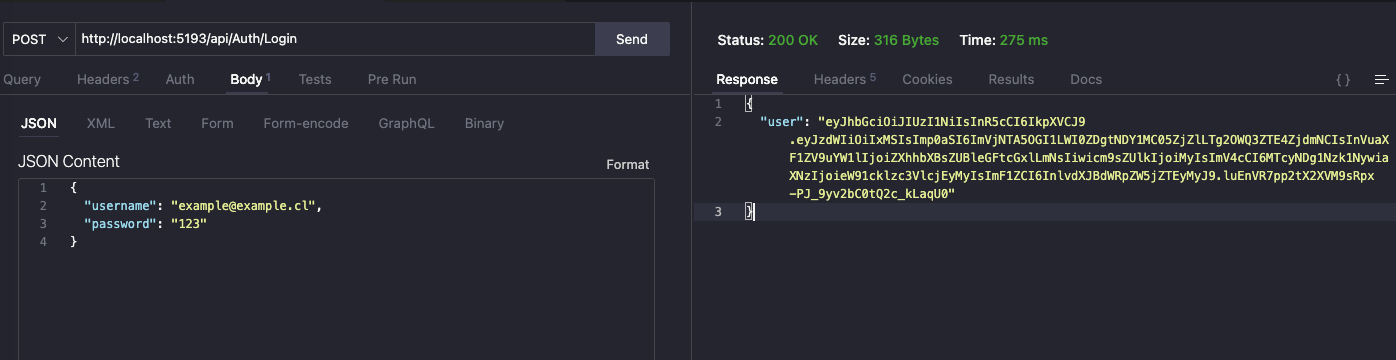 POST http://localhost:5193/api/Auth/Login Send
Status: 200 OK Size: 316 Bytes Time: 275 ms
Query Headers 2 Auth Body 1 Tests Pre Run
Response Headers 5 Cookies Results Docs { }
JSON XML Text Form Form-encode GraphQL Binary
JSON Content Format
1 {
2 "username": "example@example.cl",
3 "password": "123"
4 }
1 {
2 "user": "eyJhbGciOiJIUzI1NiIsInR5cCI6IkpXVCJ9
.eyJzdWIiOiIxMSIsImp0aSI6ImVjNTA5OGI1LWI0ZDgtNDY1MC05ZjZlLTg2OWQ3ZTE4ZjdmNCIsInVuaX
F1ZV9uYW1lIjoiZXhhbXBsZUBleGFtcGxlLmNsIiwicm9sZUlkIjoiMyIsImV4cCI6MTcyNDg1Nzk1Nywia
XNzIjoieW91cklzc3VlcjEyMyIsImF1ZCI6InlvdXJBdWRpZW5jZTEyMyJ9.luEnVR7pp2tX2XVM9sRpx
-PJ_9yv2bC0tQ2c_kLaqU0"
3 }